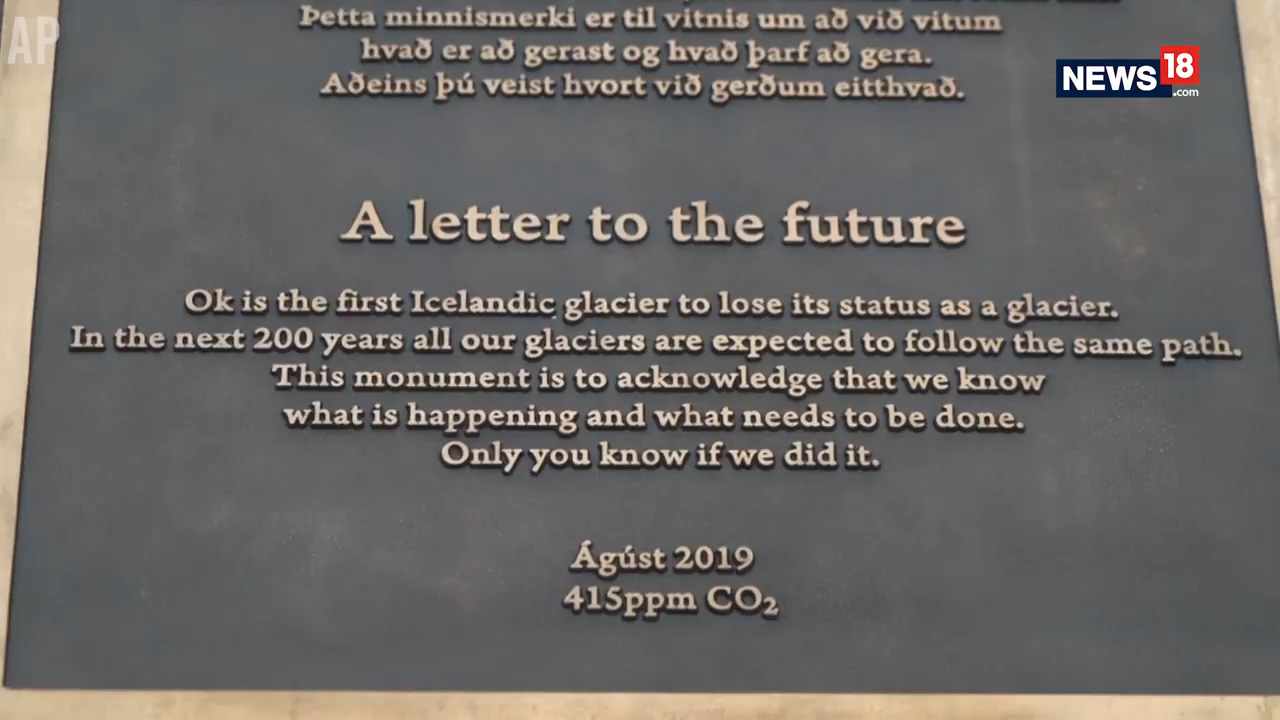 AP
Þetta minnismerki er til vitnis um að við vitum
hvað er að gerast og hvað þarf að gera.
Aðeins þú veist hvort við gerðum eitthvað.
NEWS18.com
A letter to the future
Ok is the first Icelandic glacier to lose its status as a glacier.
In the next 200 years all our glaciers are expected to follow the same path.
This monument is to acknowledge that we know
what is happening and what needs to be done.
Only you know if we did it.
Ágúst 2019
415ppm CO₂